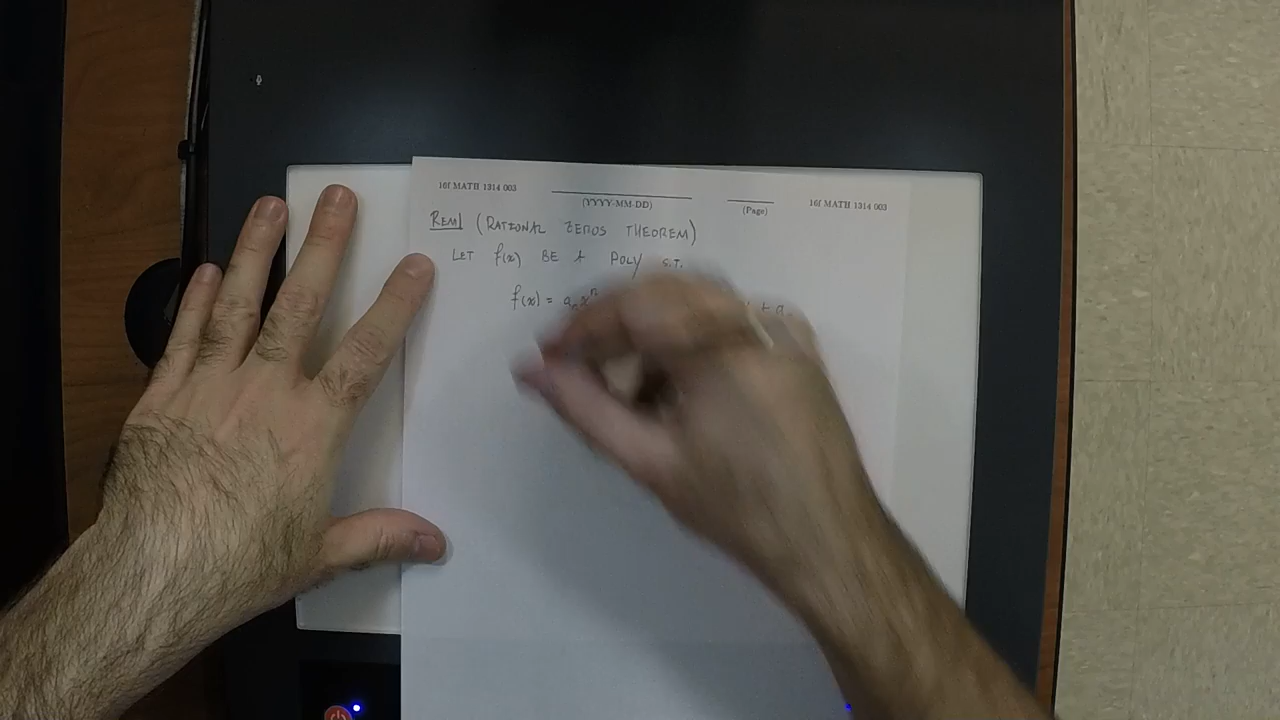 16f MATH 1314 003 (YYYY-MM-DD) (Page) 16f MATH 1314 003
REM (RATIONAL ZEROS THEOREM)
LET f(x) BE A POLY S.T.
f(x) = aₙxⁿ + a